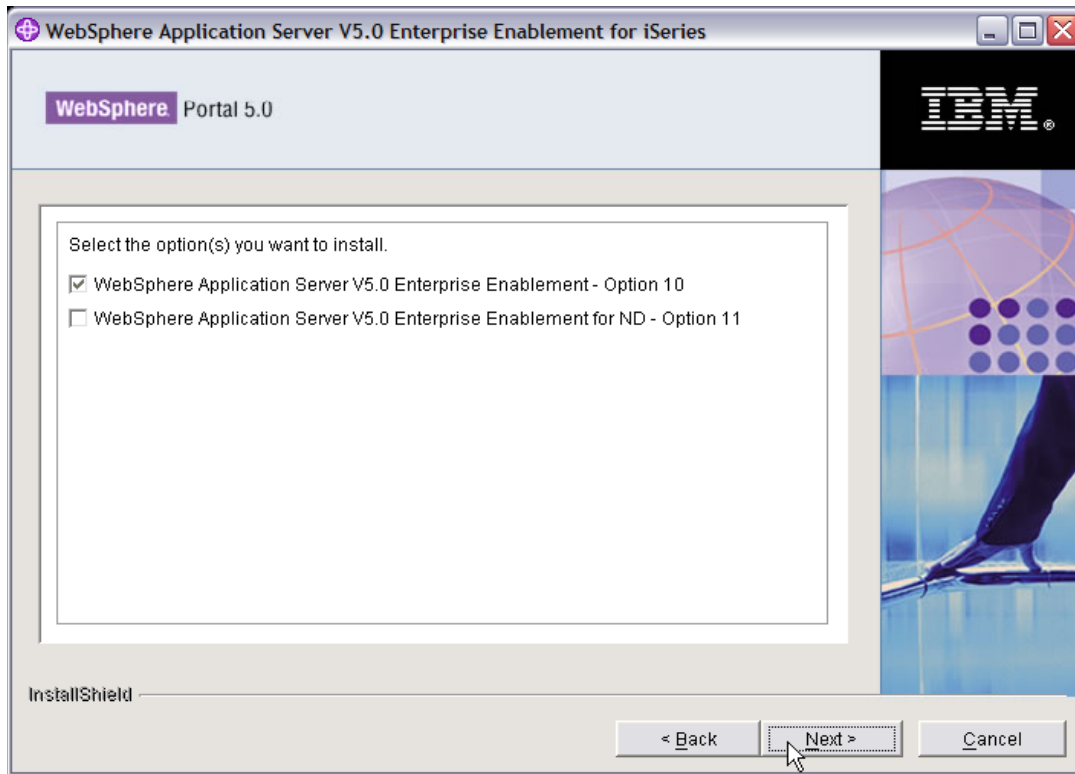 WebSphere Application Server V5.0 Enterprise Enablement for iSeries
WebSphere. Portal 5.0
IBM®
Select the option(s) you want to install.
WebSphere Application Server V5.0 Enterprise Enablement - Option 10
WebSphere Application Server V5.0 Enterprise Enablement for ND - Option 11
InstallShield
< Back
Next >
Cancel